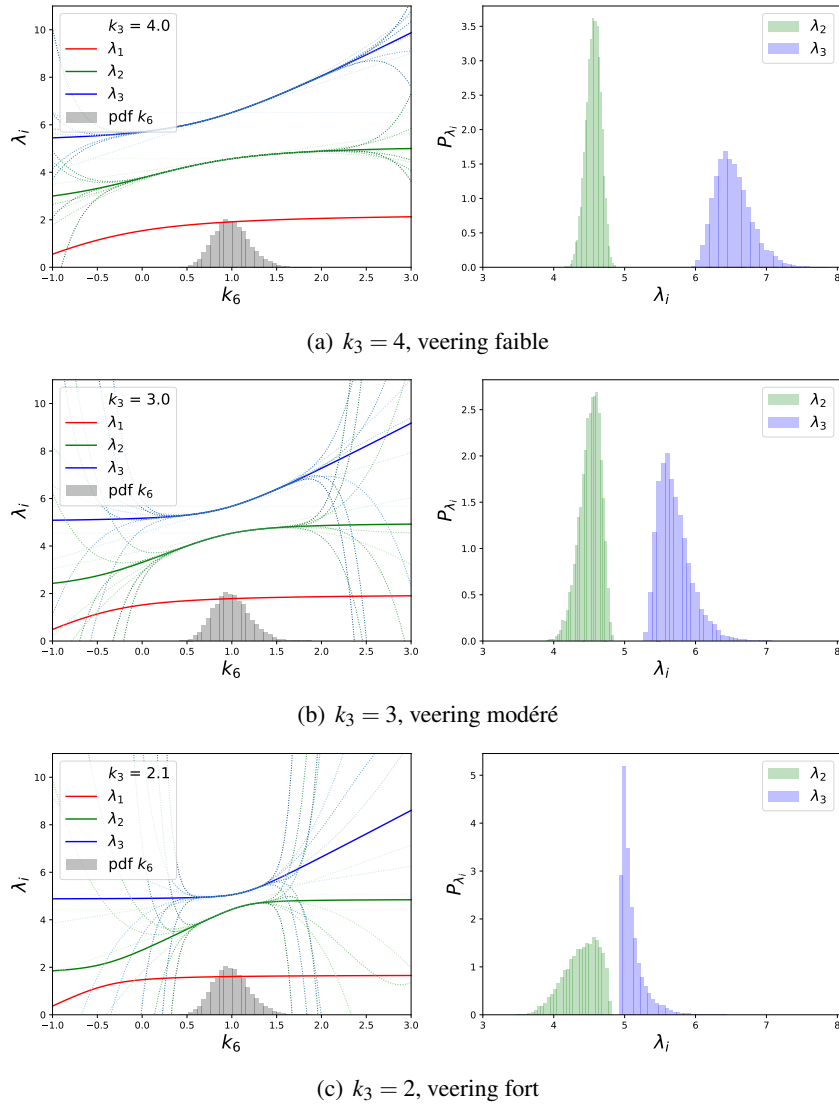 k₃ = 4.0
λ₁
λ₂
λ₃
pdf k₆
λᵢ
10
8
6
4
2
0
−1.0 −0.5 0.0 0.5 1.0 1.5 2.0 2.5 3.0
k₆
λ₂
λ₃
P_λᵢ
3.5
3.0
2.5
2.0
1.5
1.0
0.5
0.0
3 4 5 6 7 8
λᵢ
(a) k₃ = 4, veering faible
k₃ = 3.0
λ₁
λ₂
λ₃
pdf k₆
λᵢ
10
8
6
4
2
0
−1.0 −0.5 0.0 0.5 1.0 1.5 2.0 2.5 3.0
k₆
λ₂
λ₃
P_λᵢ
2.5
2.0
1.5
1.0
0.5
0.0
3 4 5 6 7 8
λᵢ
(b) k₃ = 3, veering modéré
k₃ = 2.1
λ₁
λ₂
λ₃
pdf k₆
λᵢ
10
8
6
4
2
0
−1.0 −0.5 0.0 0.5 1.0 1.5 2.0 2.5 3.0
k₆
λ₂
λ₃
P_λᵢ
5
4
3
2
1
0
3 4 5 6 7 8
λᵢ
(c) k₃ = 2, veering fort